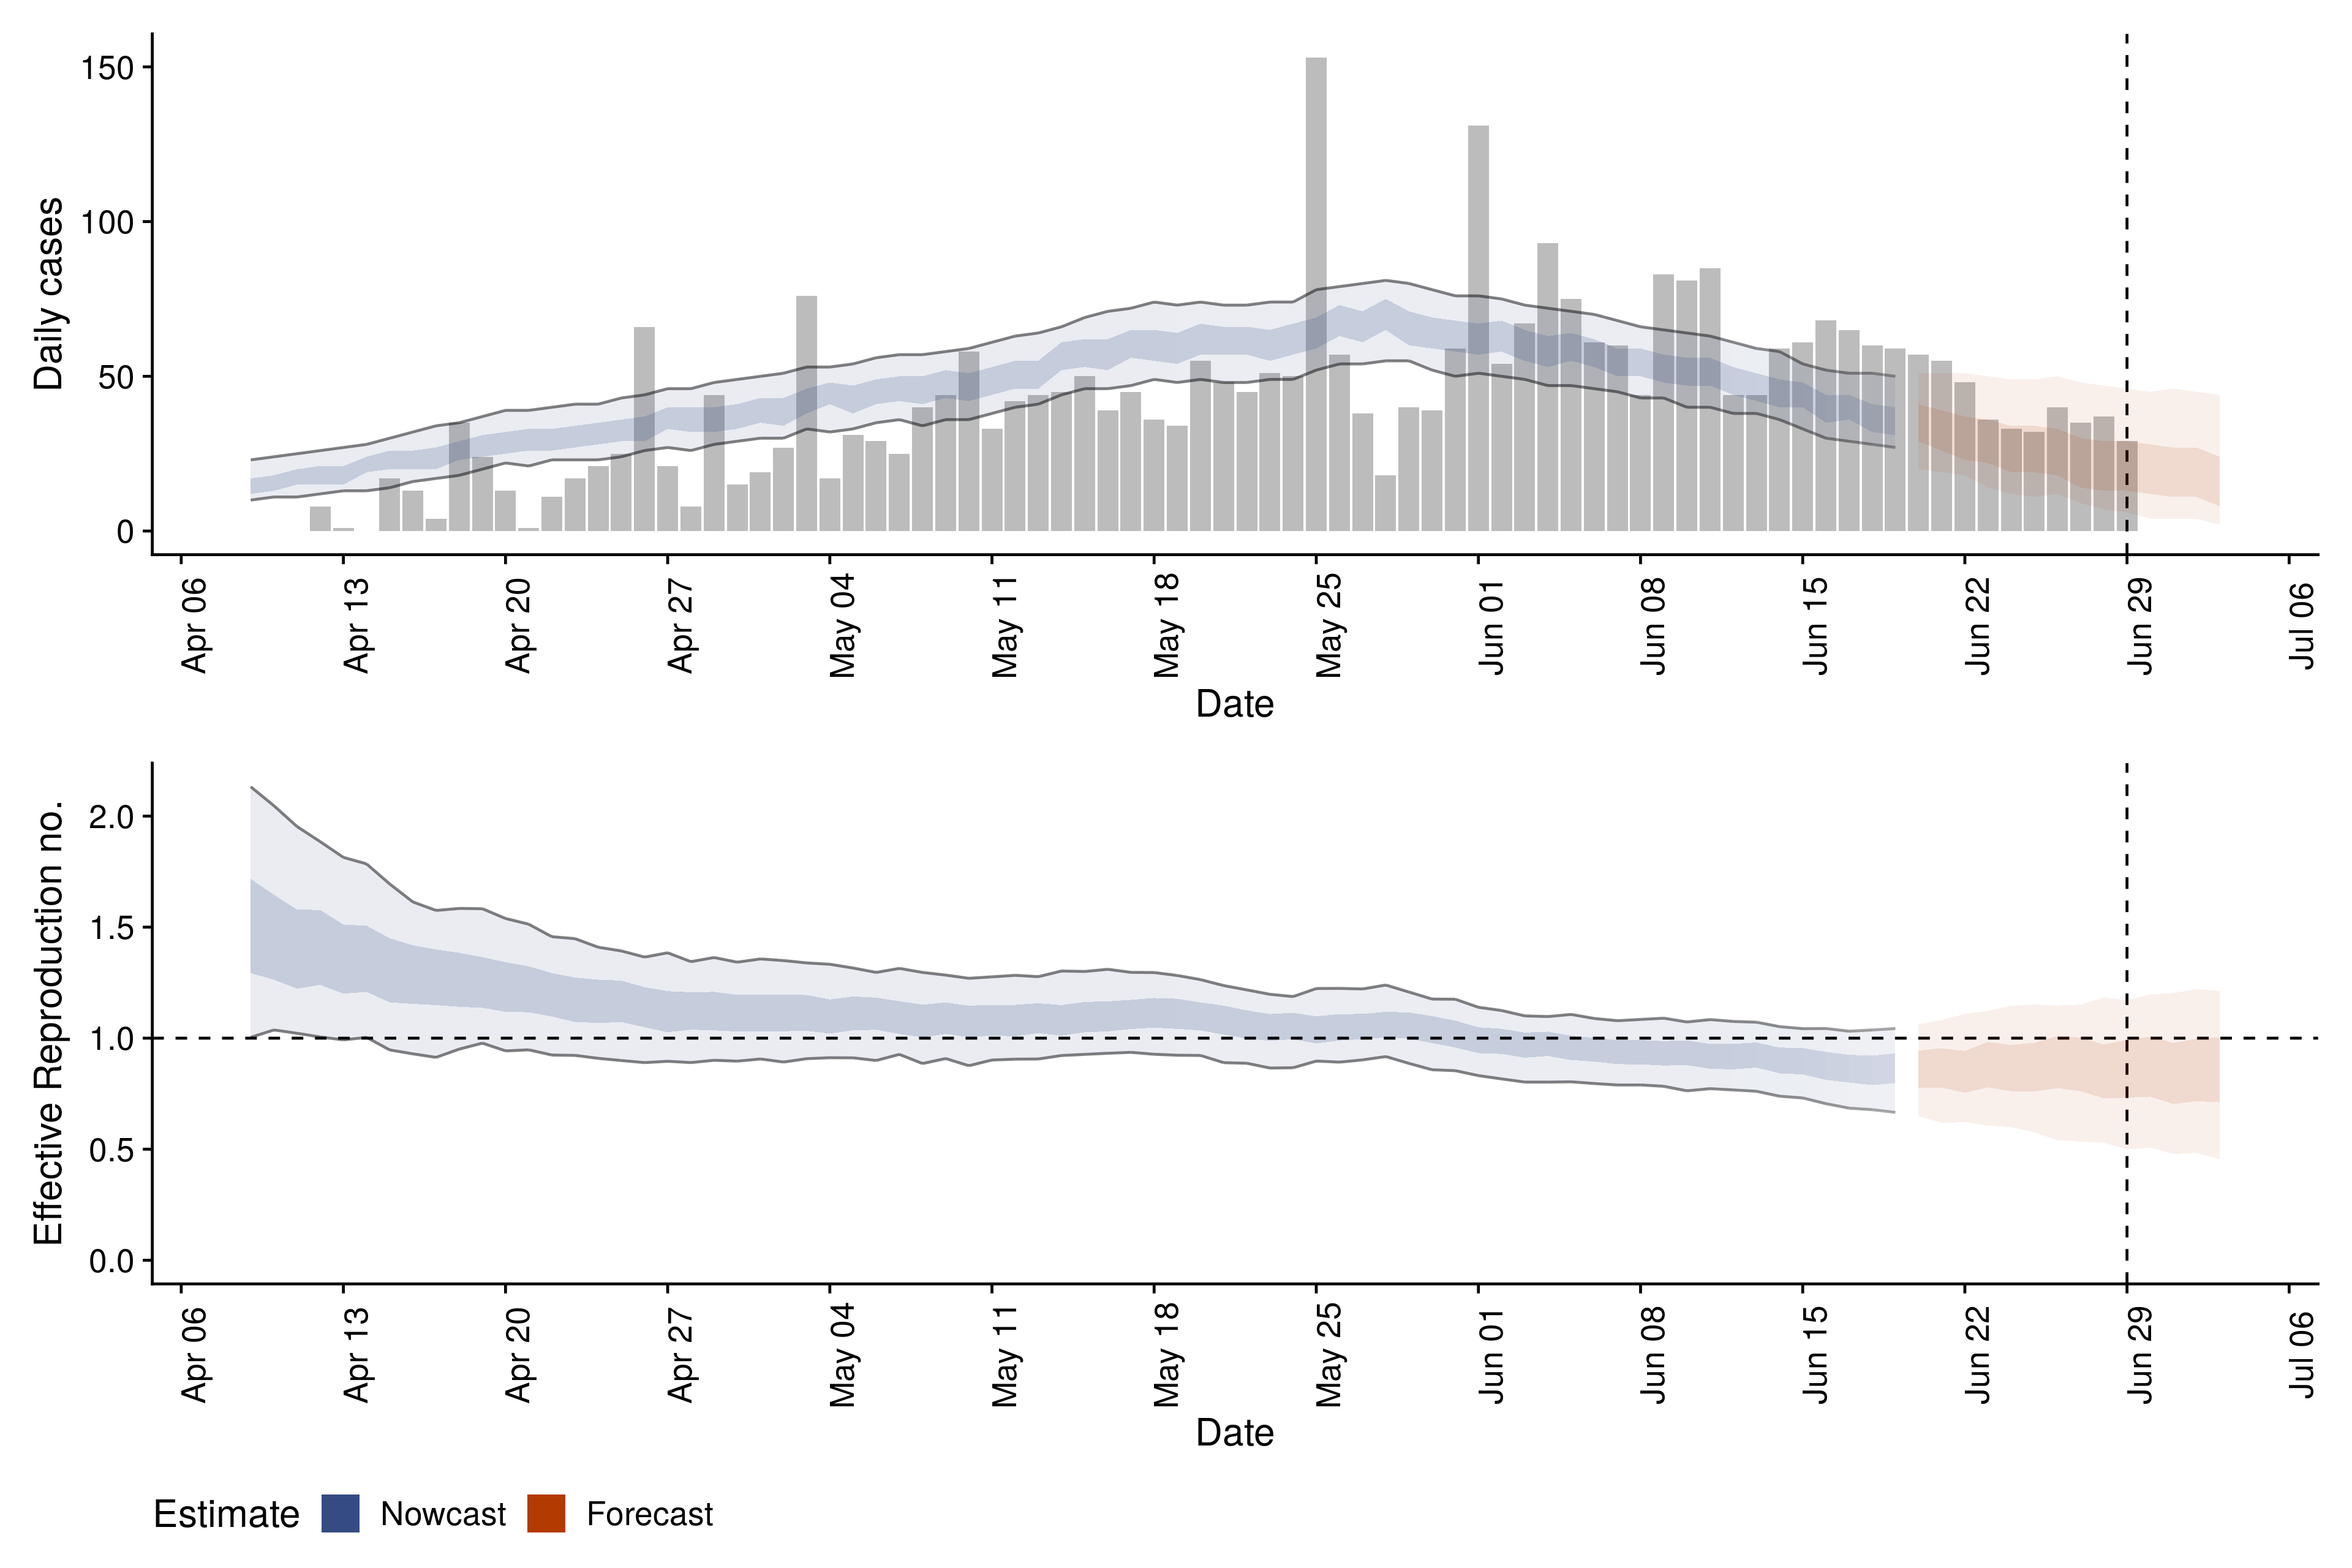 Daily cases
150
100
50
0
Apr 06
Apr 13
Apr 20
Apr 27
May 04
May 11
May 18
May 25
Jun 01
Jun 08
Jun 15
Jun 22
Jun 29
Jul 06
Date
Effective Reproduction no.
2.0
1.5
1.0
0.5
0.0
Apr 06
Apr 13
Apr 20
Apr 27
May 04
May 11
May 18
May 25
Jun 01
Jun 08
Jun 15
Jun 22
Jun 29
Jul 06
Date
Estimate Nowcast Forecast